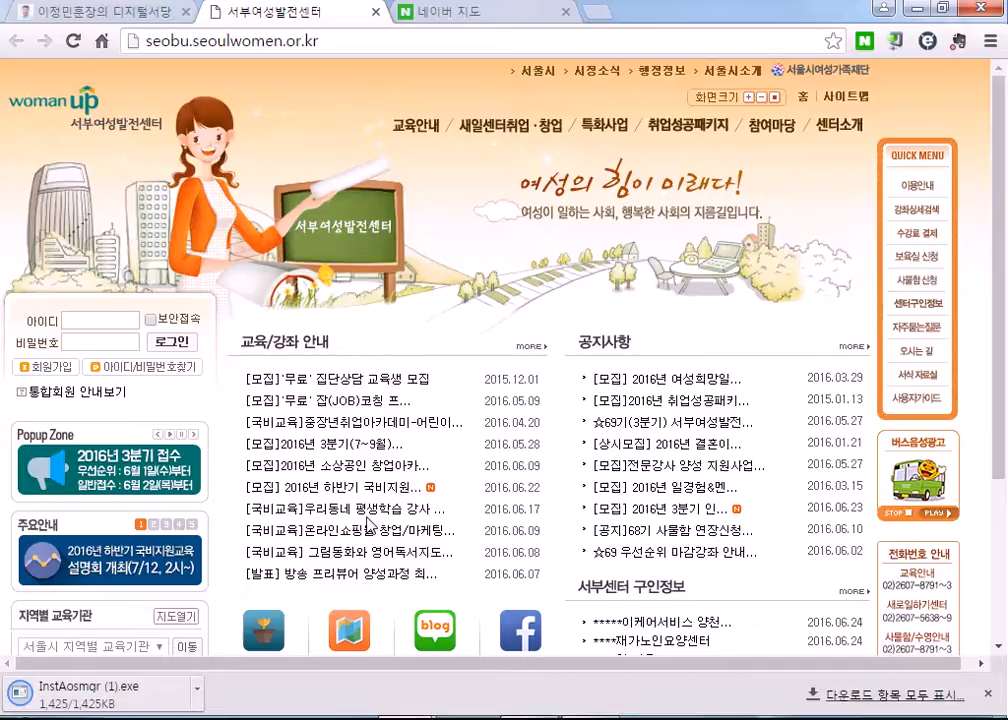 이정민훈장의 디지털서당
서부여성발전센터
네이버 지도
seobu.seoulwomen.or.kr
서울시 시정소식 행정정보 서울시소개 서울시여성가족재단
화면크기 홈 사이트맵
woman up
서부여성발전센터
교육안내 / 새일센터취업·창업 / 특화사업 / 취업성공패키지 / 참여마당 / 센터소개
여성의 힘이 미래다!
여성이 일하는 사회, 행복한 사회의 지름길입니다.
서부여성발전센터
QUICK MENU
이용안내
강좌상세검색
수강료 결제
보육실 신청
사물함 신청
센터구인정보
자주묻는질문
오시는 길
서식 자료실
사용자가이드
아이디
보안접속
비밀번호
로그인
회원가입
아이디/비밀번호찾기
통합회원 안내보기
교육/강좌 안내
MORE
[모집]'무료' 집단상담 교육생 모집 2015.12.01
[모집]'무료' 잡(JOB)코칭 프... 2016.05.09
[국비교육]중장년취업아카데미-어린이... 2016.04.20
[모집]2016년 3분기(7~9월)... 2016.05.28
[모집]2016년 소상공인 창업아카... 2016.06.09
[모집] 2016년 하반기 국비지원... N 2016.06.22
[국비교육]우리동네 평생학습 강사 ... 2016.06.17
[국비교육]온라인쇼핑몰창업/마케팅... 2016.06.09
[국비교육] 그림동화와 영어독서지도... 2016.06.08
[발표] 방송 프리뷰어 양성과정 최... 2016.06.07
공지사항
MORE
[모집] 2016년 여성희망일... 2016.03.29
[모집]2016년 취업성공패키... 2015.01.13
☆69기(3분기) 서부여성발전... 2016.05.27
[상시모집] 2016년 결혼이... 2016.01.21
[모집]전문강사 양성 지원사업... 2016.05.27
[모집] 2016년 일경험&멘... 2016.03.15
[모집] 2016년 3분기 인... N 2016.05.18
[공지]68기 사물함 연장신청... 2016.06.10
☆69 우선순위 마감강좌 안내... 2016.06.02
서부센터 구인정보
MORE
*****이케어서비스 양천... 2016.06.24
****재가노인요양센터 2016.06.24
Popup Zone
2016년 3분기 접수
우선순위 : 6월 1일(수)부터
일반접수 : 6월 2일(목)부터
주요안내
1 2 3 4 5
2016년 하반기 국비지원교육
설명회 개최(7/12, 2시~)
지역별 교육기관
지도열기
서울시 지역별 교육기관
이동
blog
f
버스음성광고
STOP PLAY
전화번호 안내
교육안내
02)2607-8791~3
새로일하기센터
02)2607-5638~9
사물함/수영안내
02)2607-8791~3
InstAosmgr (1).exe
1,425/1,425KB
다운로드 항목 모두 표시...